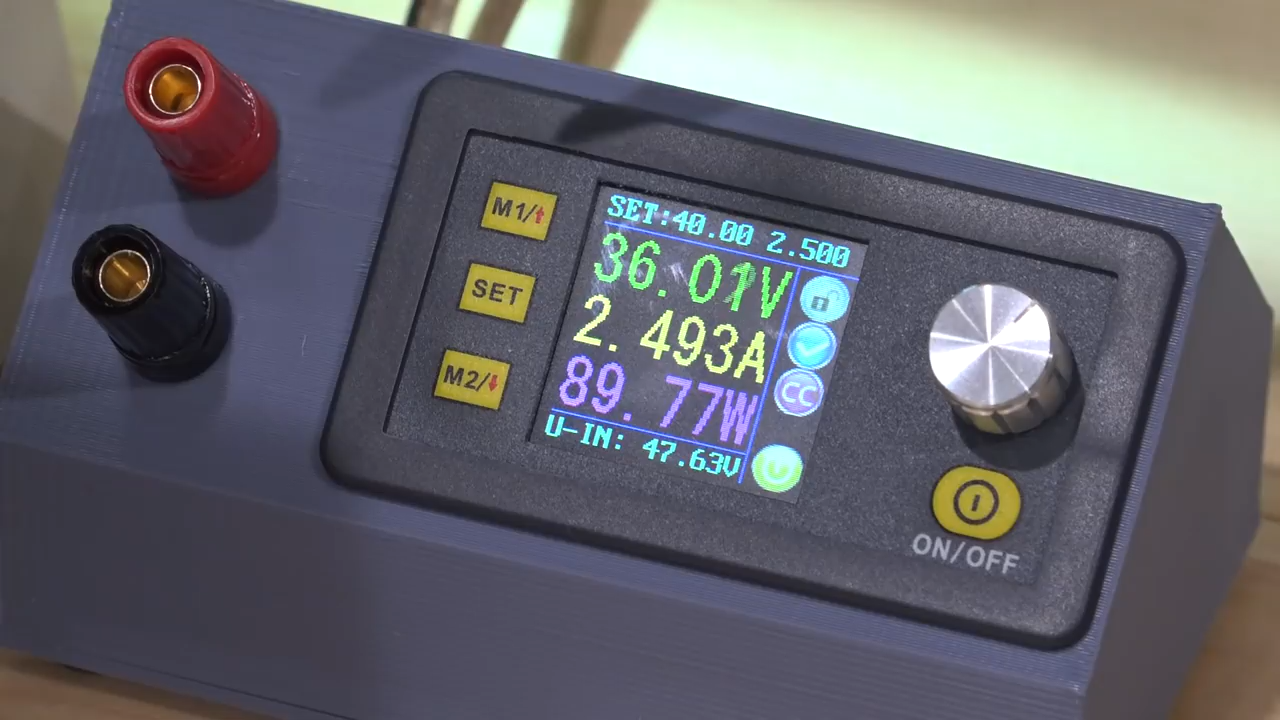 M1/↑
SET
M2/↓
SET:40.00 2.500
36.01V
2.493A
89.77W
U-IN: 47.63V
CC
ON/OFF